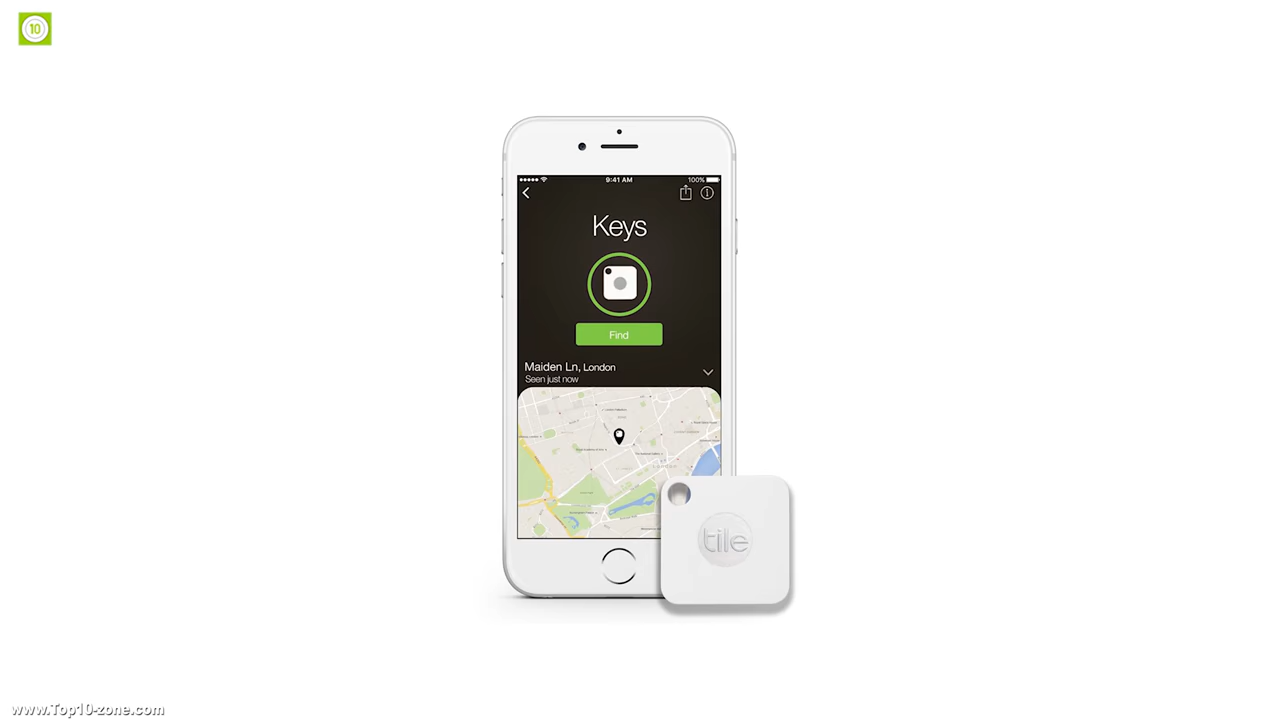 10
9:41 AM
100%
Keys
Find
Maiden Ln, London
Seen just now
tile
www.Top10-zone.com